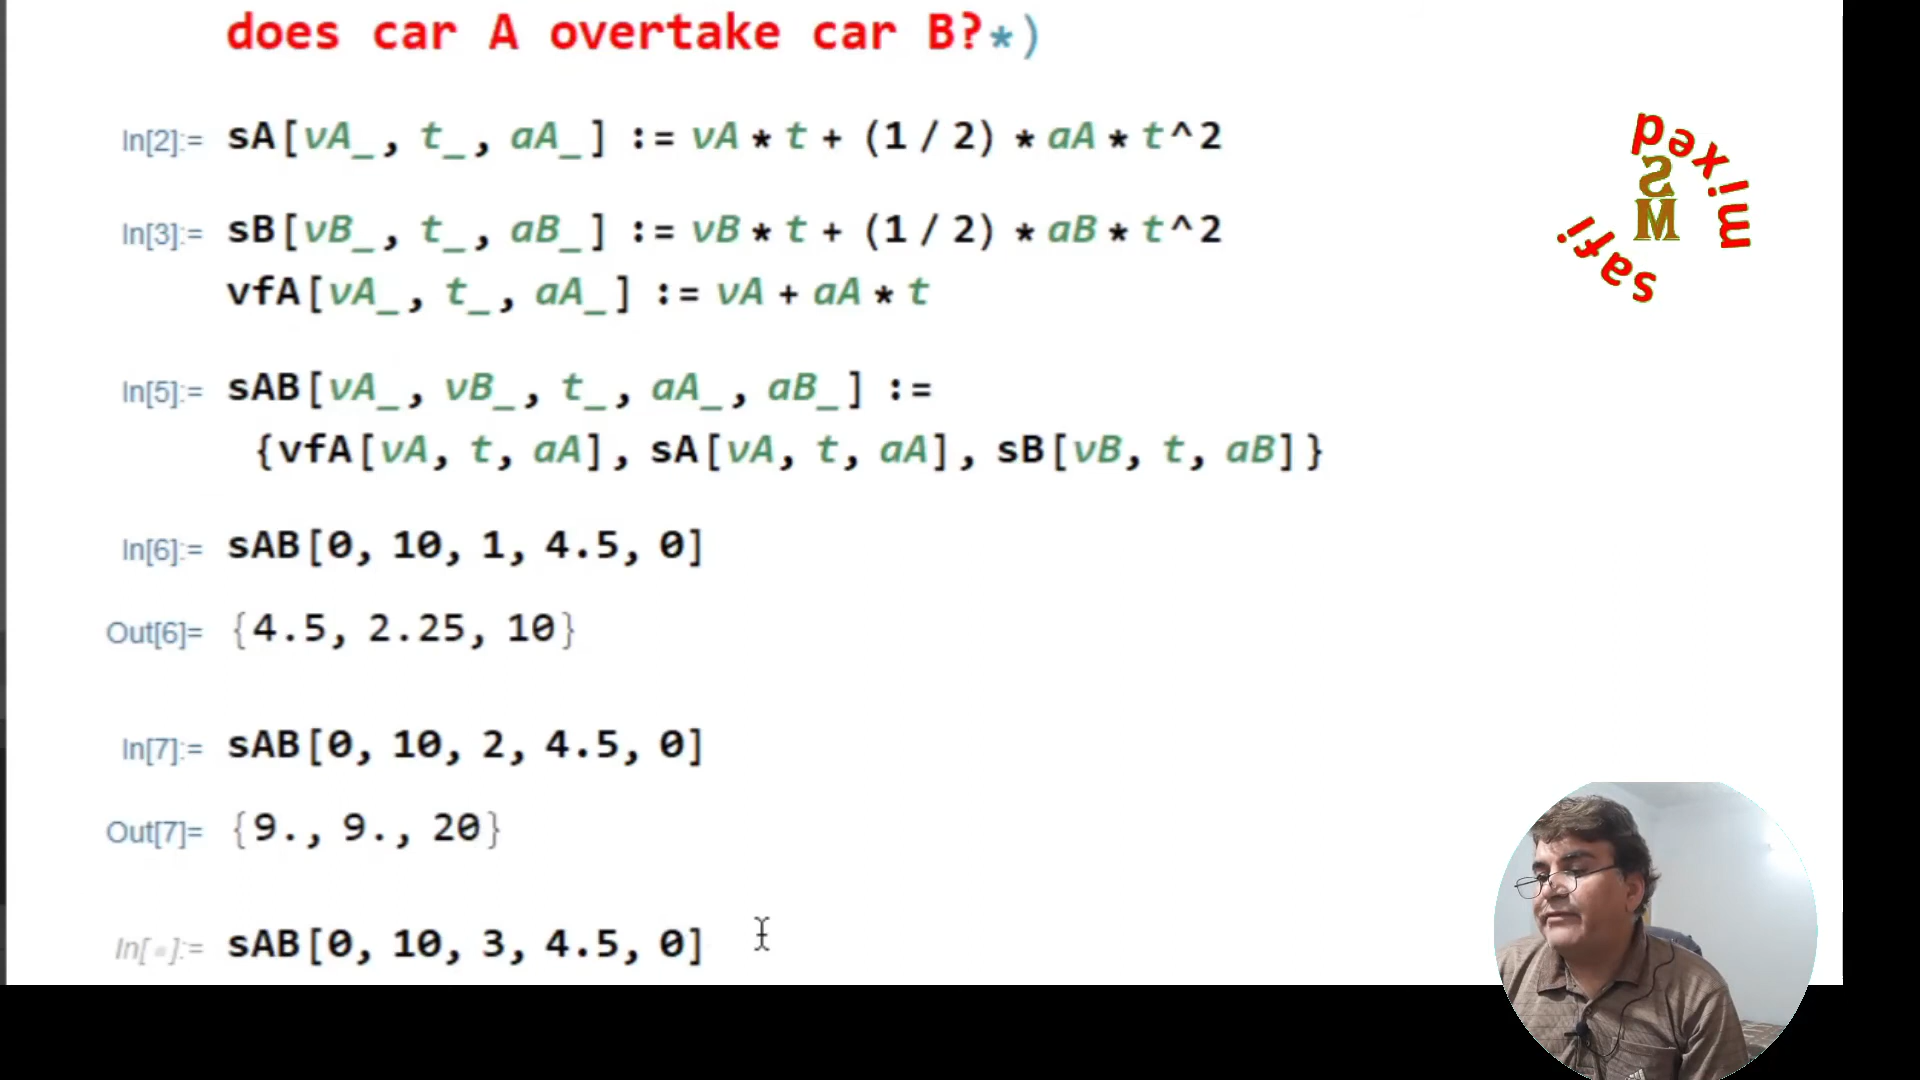 does car A overtake car B?*)
In[2]:= sA[vA_, t_, aA_] := vA * t + (1 / 2) * aA * t^2
In[3]:= sB[vB_, t_, aB_] := vB * t + (1 / 2) * aB * t^2
vfA[vA_, t_, aA_] := vA + aA * t
In[5]:= sAB[vA_, vB_, t_, aA_, aB_] :=
{vfA[vA, t, aA], sA[vA, t, aA], sB[vB, t, aB]}
In[6]:= sAB[0, 10, 1, 4.5, 0]
Out[6]= {4.5, 2.25, 10}
In[7]:= sAB[0, 10, 2, 4.5, 0]
Out[7]= {9., 9., 20}
In[∘]:= sAB[0, 10, 3, 4.5, 0]
safi mixed
S
M